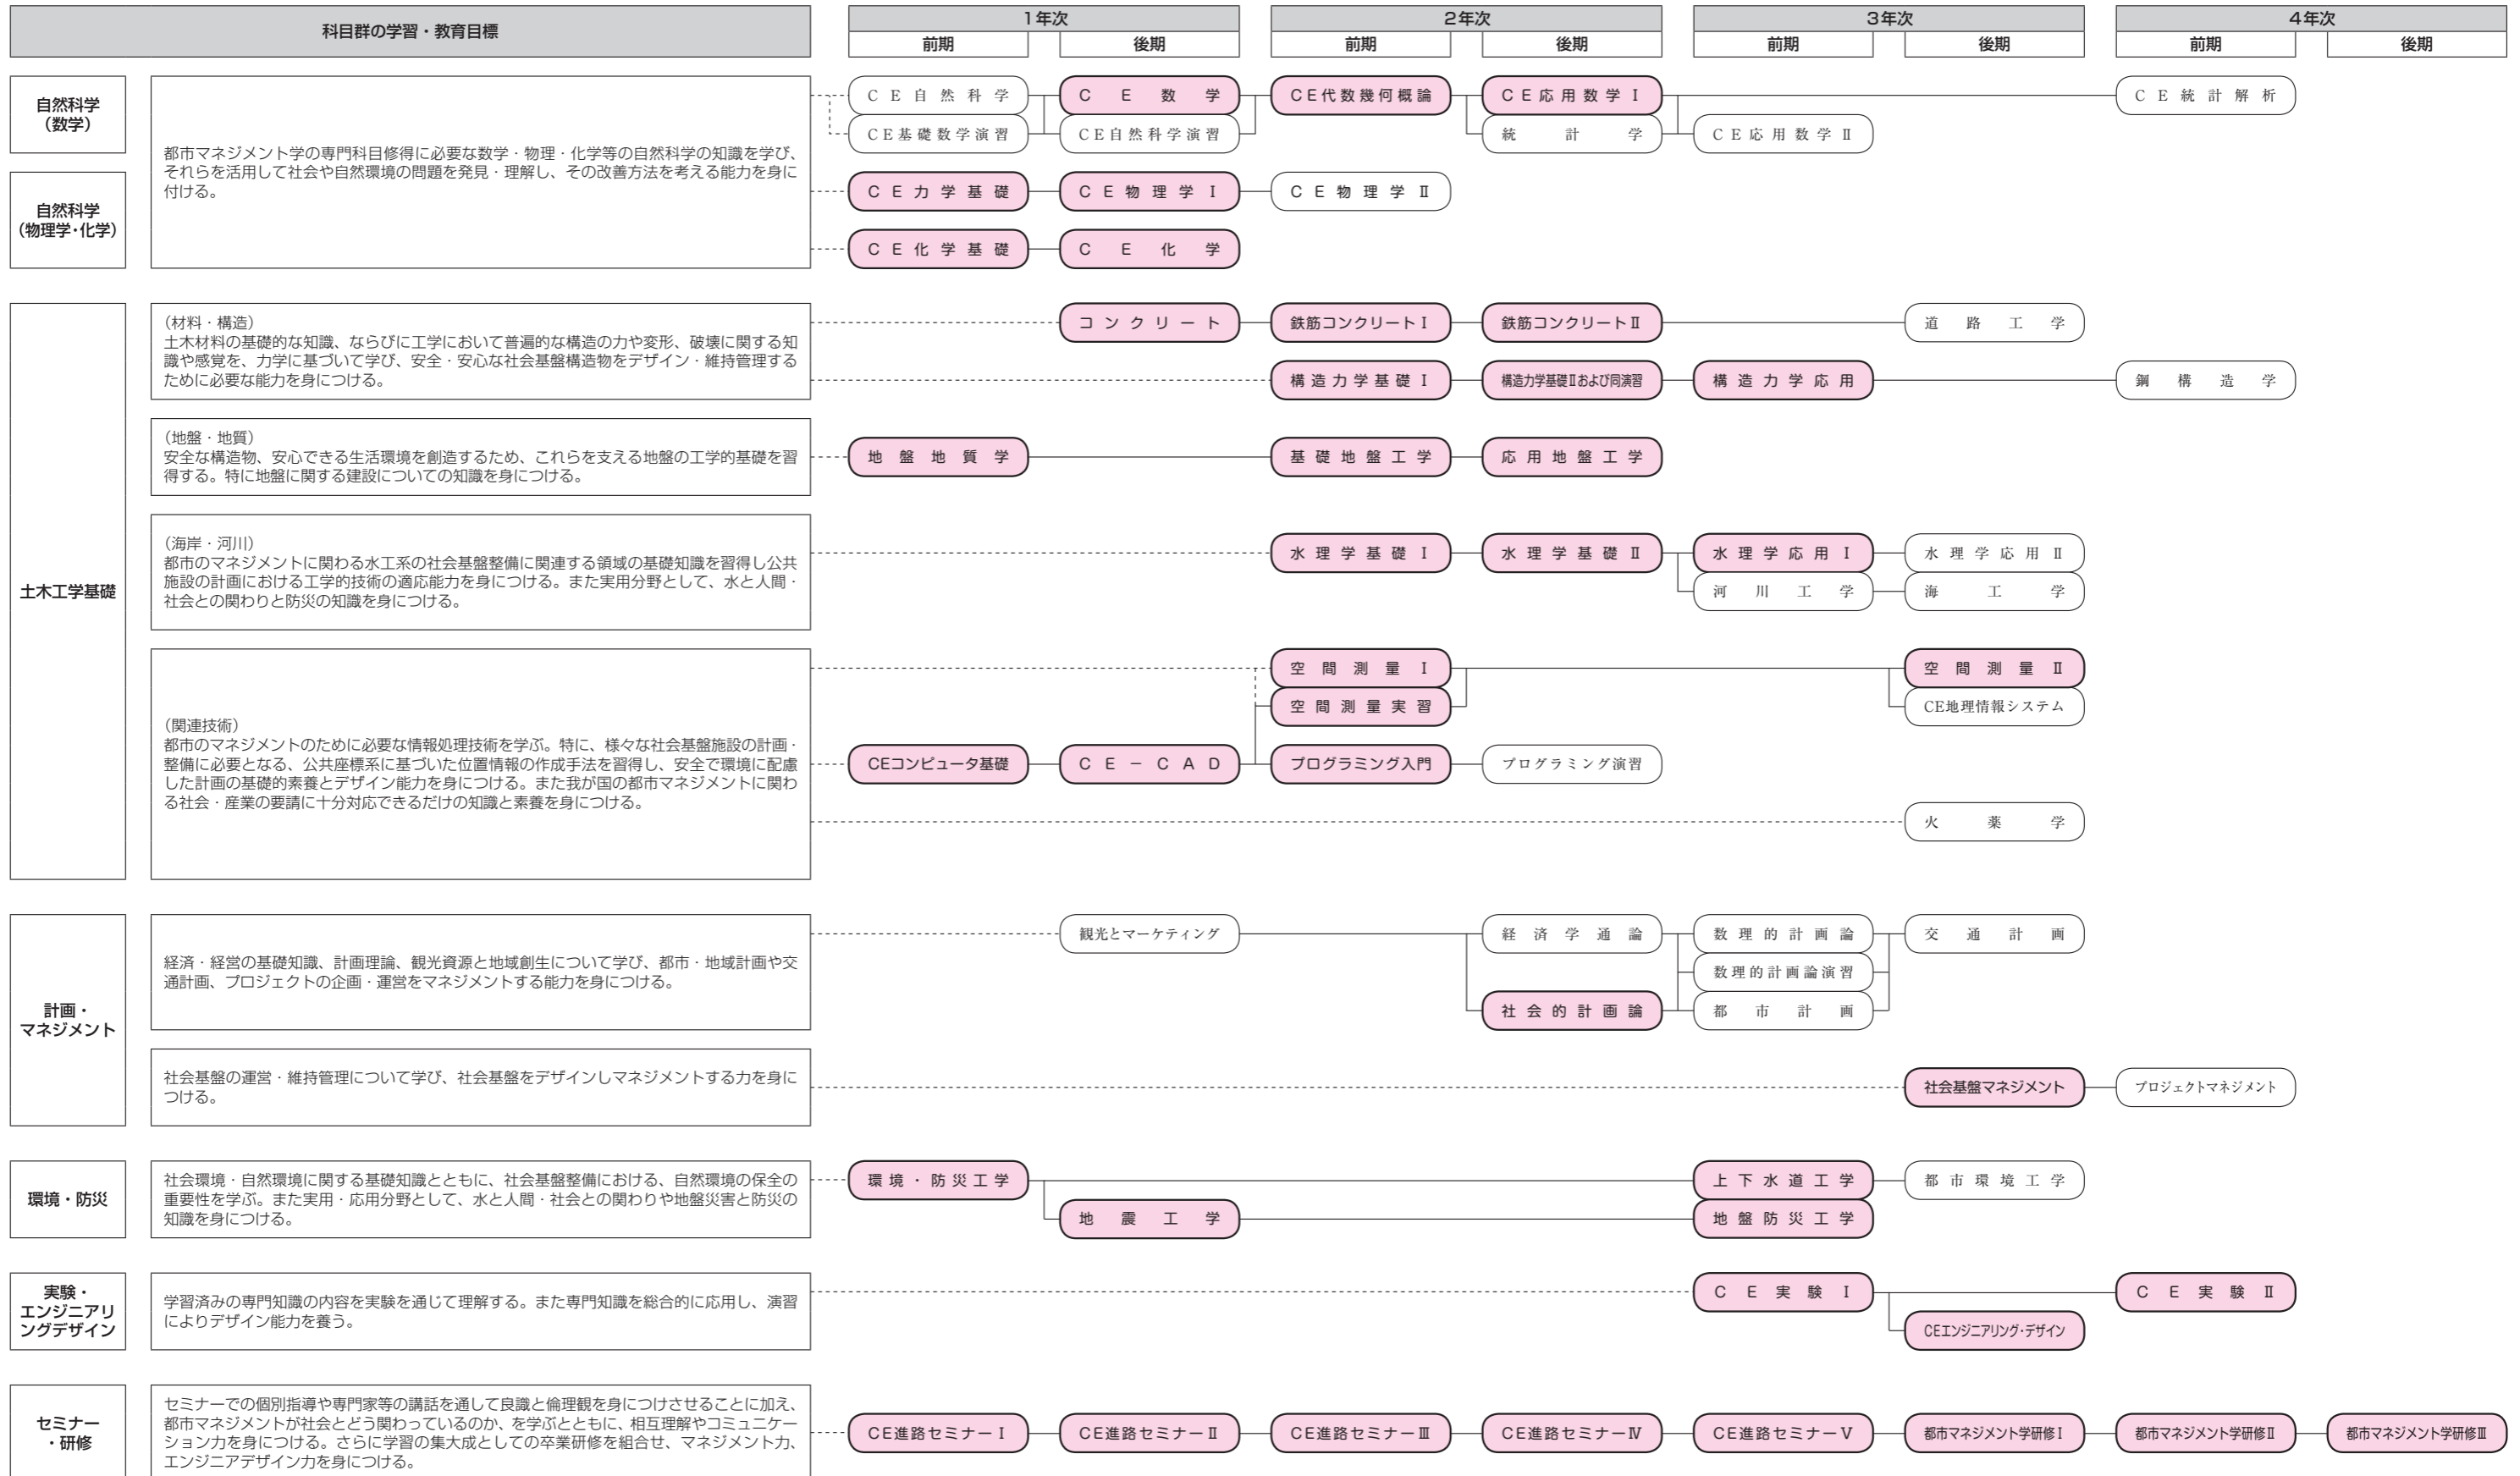 科目群の学習・教育目標
1年次
2年次
3年次
4年次
前期
後期
前期
後期
前期
後期
前期
後期
自然科学
（数学）
自然科学
（物理学・化学）
都市マネジメント学の専門科目修得に必要な数学・物理・化学等の自然科学の知識を学び、
それらを活用して社会や自然環境の問題を発見・理解し、その改善方法を考える能力を身に
付ける。
CE自然科学
CE数学
CE代数幾何概論
CE応用数学Ⅰ
CE統計解析
CE基礎数学演習
CE自然科学演習
統計学
CE応用数学Ⅱ
CE力学基礎
CE物理学Ⅰ
CE物理学Ⅱ
CE化学基礎
CE化学
土木工学基礎
（材料・構造）
土木材料の基礎的な知識、ならびに工学において普遍的な構造の力や変形、破壊に関する知
識や感覚を、力学に基づいて学び、安全・安心な社会基盤構造物をデザイン・維持管理する
ために必要な能力を身につける。
コンクリート
鉄筋コンクリートⅠ
鉄筋コンクリートⅡ
道路工学
構造力学基礎Ⅰ
構造力学基礎Ⅱおよび同演習
構造力学応用
鋼構造学
（地盤・地質）
安全な構造物、安心できる生活環境を創造するため、これらを支える地盤の工学的基礎を習
得する。特に地盤に関する建設についての知識を身につける。
地盤地質学
基礎地盤工学
応用地盤工学
（海岸・河川）
都市のマネジメントに関わる水工系の社会基盤整備に関連する領域の基礎知識を習得し公共
施設の計画における工学的技術の適応能力を身につける。また実用分野として、水と人間・
社会との関わりと防災の知識を身につける。
水理学基礎Ⅰ
水理学基礎Ⅱ
水理学応用Ⅰ
水理学応用Ⅱ
河川工学
海工学
（関連技術）
都市のマネジメントのために必要な情報処理技術を学ぶ。特に、様々な社会基盤施設の計画・
整備に必要となる、公共座標系に基づいた位置情報の作成手法を習得し、安全で環境に配慮
した計画の基礎的素養とデザイン能力を身につける。また我が国の都市マネジメントに関わ
る社会・産業の要請に十分対応できるだけの知識と素養を身につける。
空間測量Ⅰ
空間測量Ⅱ
空間測量実習
CE地理情報システム
CEコンピュータ基礎
CE－CAD
プログラミング入門
プログラミング演習
火薬学
計画・
マネジメント
経済・経営の基礎知識、計画理論、観光資源と地域創生について学び、都市・地域計画や交
通計画、プロジェクトの企画・運営をマネジメントする能力を身につける。
観光とマーケティング
経済学通論
数理的計画論
交通計画
数理的計画論演習
社会的計画論
都市計画
社会基盤の運営・維持管理について学び、社会基盤をデザインしマネジメントする力を身に
つける。
社会基盤マネジメント
プロジェクトマネジメント
環境・防災
社会環境・自然環境に関する基礎知識とともに、社会基盤整備における、自然環境の保全の
重要性を学ぶ。また実用・応用分野として、水と人間・社会との関わりや地盤災害と防災の
知識を身につける。
環境・防災工学
上下水道工学
都市環境工学
地震工学
地盤防災工学
実験・
エンジニアリ
ングデザイン
学習済みの専門知識の内容を実験を通じて理解する。また専門知識を総合的に応用し、演習
によりデザイン能力を養う。
CE実験Ⅰ
CE実験Ⅱ
CEエンジニアリング・デザイン
セミナー
・研修
セミナーでの個別指導や専門家等の講話を通して良識と倫理観を身につけさせることに加え、
都市マネジメントが社会とどう関わっているのか、を学ぶとともに、相互理解やコミュニケー
ション力を身につける。さらに学習の集大成としての卒業研修を組合せ、マネジメント力、
エンジニアデザイン力を身につける。
CE進路セミナーⅠ
CE進路セミナーⅡ
CE進路セミナーⅢ
CE進路セミナーⅣ
CE進路セミナーⅤ
都市マネジメント学研修Ⅰ
都市マネジメント学研修Ⅱ
都市マネジメント学研修Ⅲ